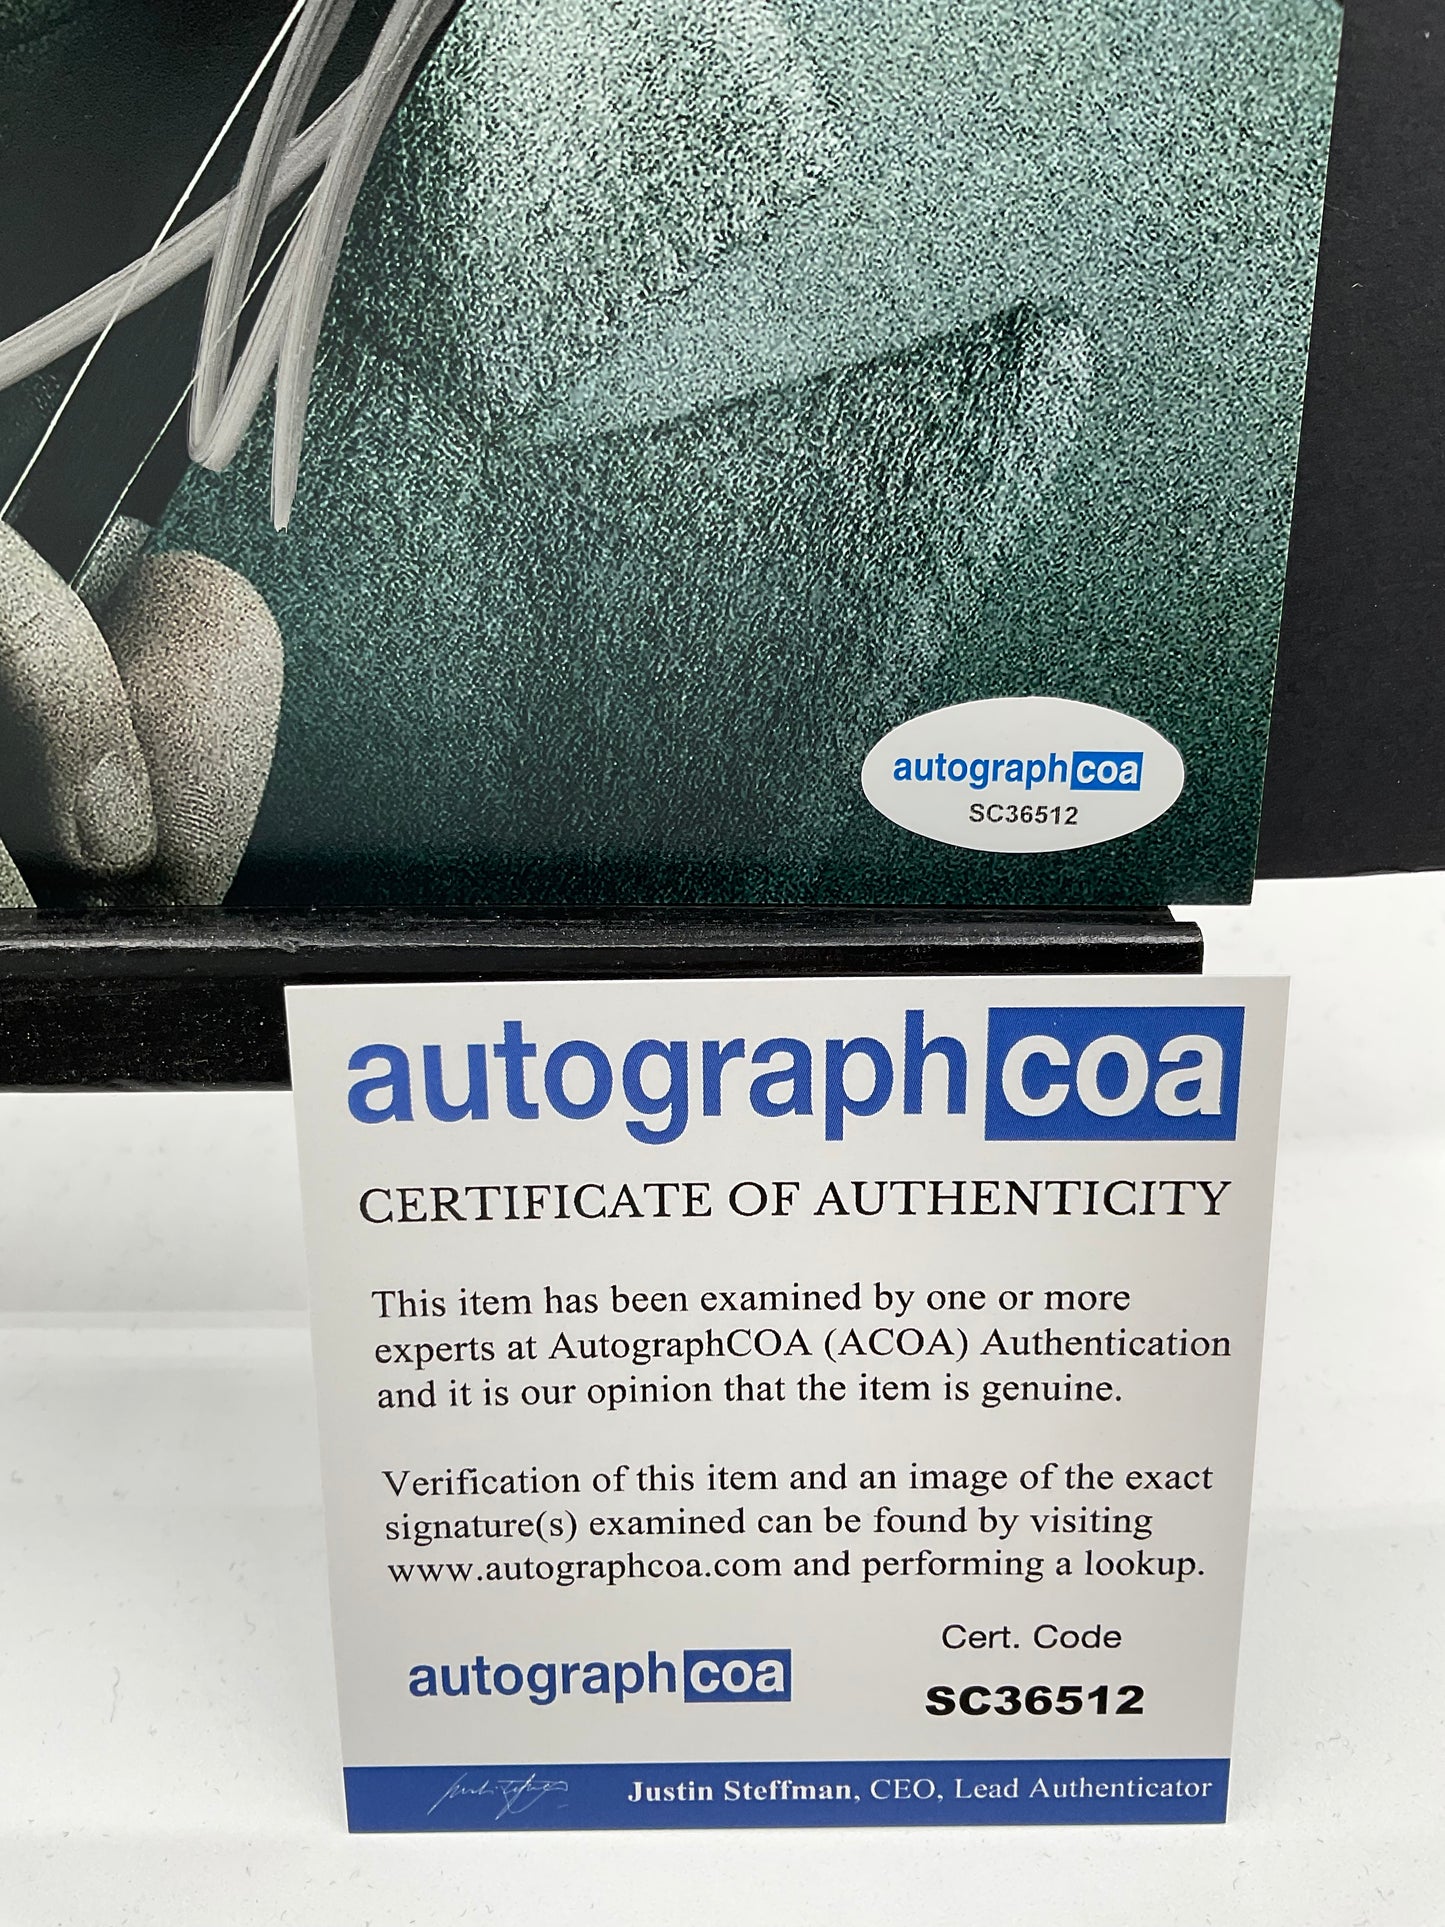 autographcoa
SC36512
autographcoa
CERTIFICATE OF AUTHENTICITY
This item has been examined by one or more
experts at AutographCOA (ACOA) Authentication
and it is our opinion that the item is genuine.
Verification of this item and an image of the exact
signature(s) examined can be found by visiting
www.autographcoa.com and performing a lookup.
Cert. Code
autographcoa
SC36512
Justin Steffman, CEO, Lead Authenticator